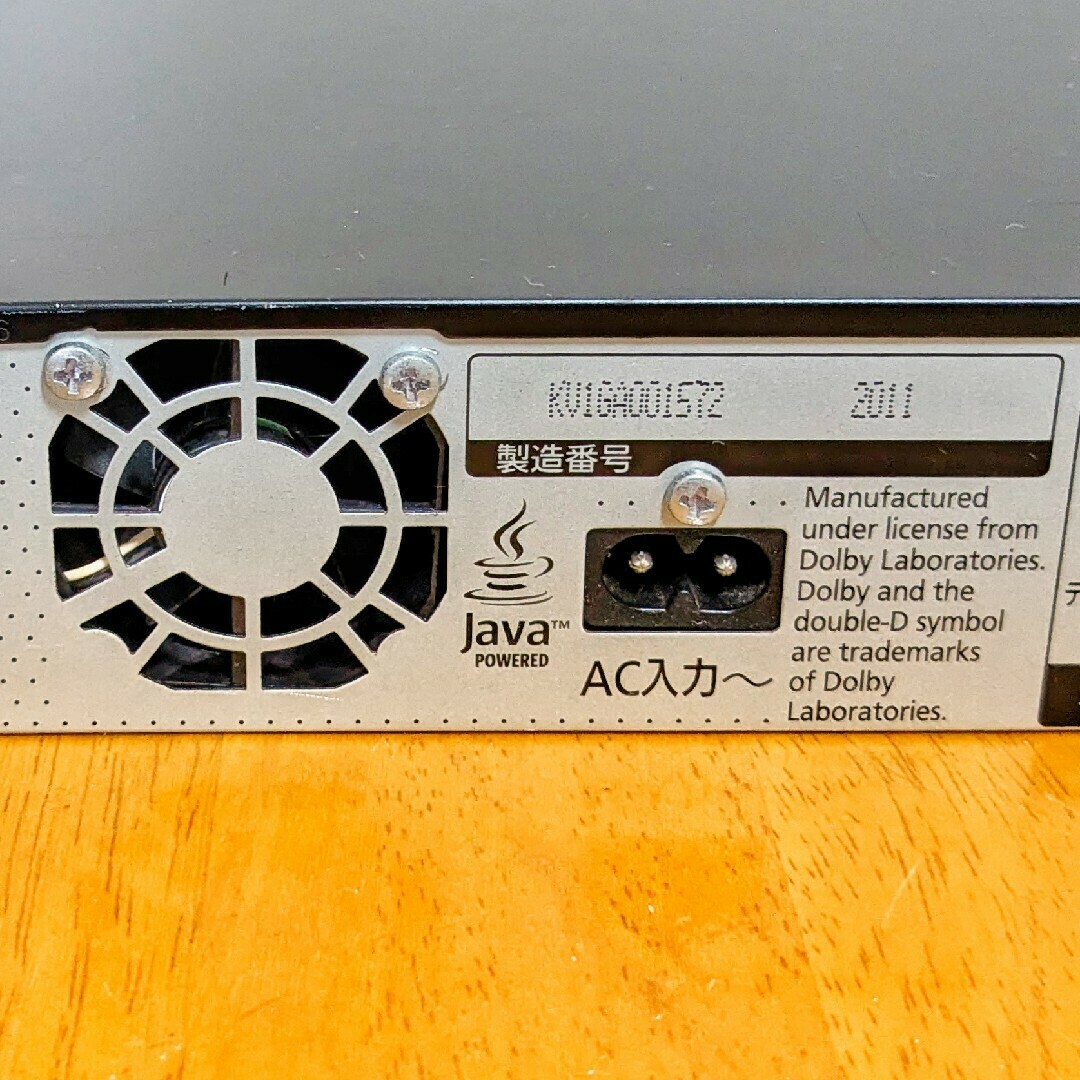 KV1GA001572 2011
製造番号
Java™
POWERED
AC入力～
Manufactured
under license from
Dolby Laboratories.
Dolby and the
double-D symbol
are trademarks
of Dolby
Laboratories.